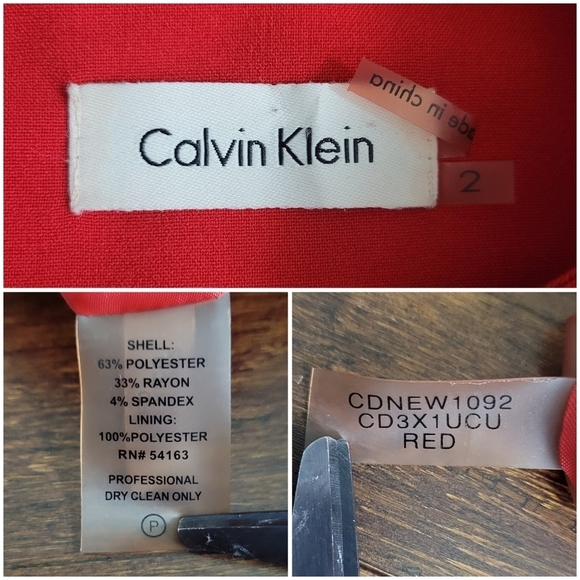 Calvin Klein
made in china
2
SHELL:
63% POLYESTER
33% RAYON
4% SPANDEX
LINING:
100%POLYESTER
RN# 54163
PROFESSIONAL
DRY CLEAN ONLY
P
CDNEW1092
CD3X1UCU
RED